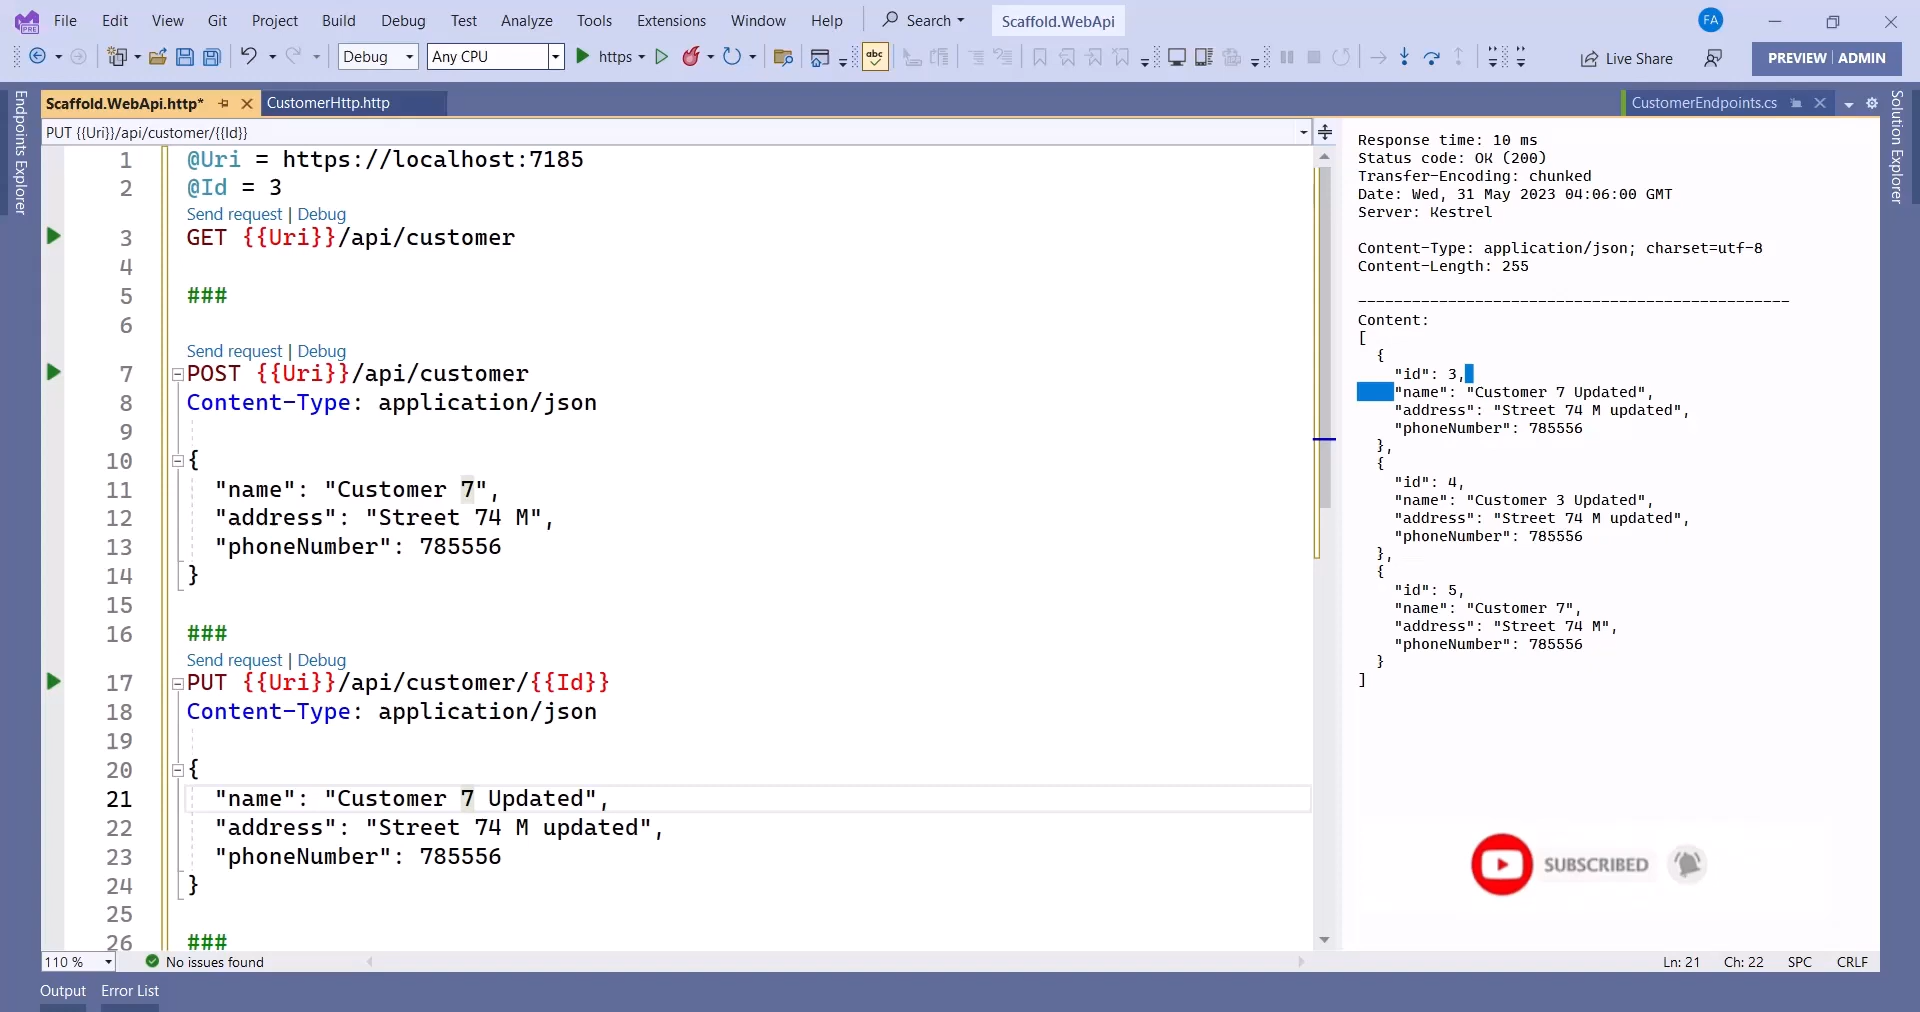 File Edit View Git Project Build Debug Test Analyze Tools Extensions Window Help Search Scaffold.WebApi FA
PRE
Debug Any CPU https abc Live Share PREVIEW ADMIN
Endpoints Explorer
Scaffold.WebApi.http* CustomerHttp.http CustomerEndpoints.cs
Solution Explorer
PUT {{Uri}}/api/customer/{{Id}}
1 @Uri = https://localhost:7185
2 @Id = 3
Send request | Debug
3 GET {{Uri}}/api/customer
4
5 ###
6
Send request | Debug
7 POST {{Uri}}/api/customer
8 Content-Type: application/json
9
10 {
11 "name": "Customer 7",
12 "address": "Street 74 M",
13 "phoneNumber": 785556
14 }
15
16 ###
Send request | Debug
17 PUT {{Uri}}/api/customer/{{Id}}
18 Content-Type: application/json
19
20 {
21 "name": "Customer 7 Updated",
22 "address": "Street 74 M updated",
23 "phoneNumber": 785556
24 }
25
26 ###
Response time: 10 ms
Status code: OK (200)
Transfer-Encoding: chunked
Date: Wed, 31 May 2023 04:06:00 GMT
Server: Kestrel
Content-Type: application/json; charset=utf-8
Content-Length: 255
------------------------------------------------
Content:
[
{
"id": 3,
"name": "Customer 7 Updated",
"address": "Street 74 M updated",
"phoneNumber": 785556
},
{
"id": 4,
"name": "Customer 3 Updated",
"address": "Street 74 M updated",
"phoneNumber": 785556
},
{
"id": 5,
"name": "Customer 7",
"address": "Street 74 M",
"phoneNumber": 785556
}
]
SUBSCRIBED
110 % No issues found Ln: 21 Ch: 22 SPC CRLF
Output Error List